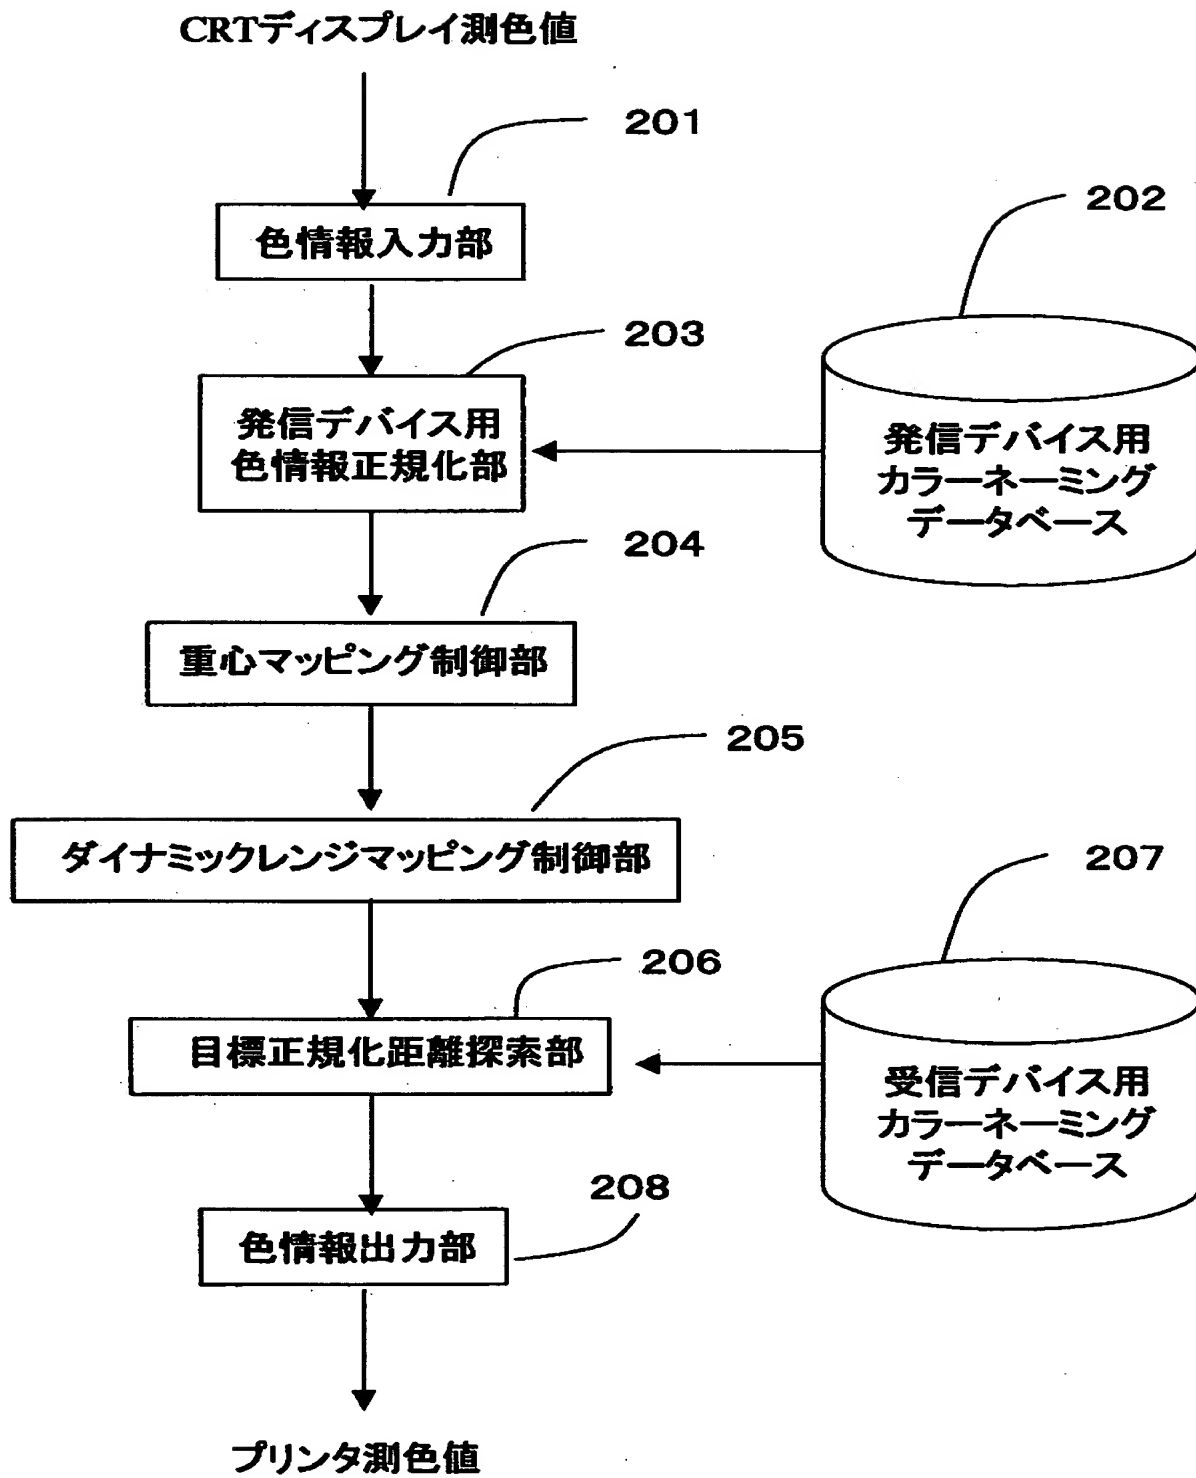 CRTディスプレイ測色値
201
色情報入力部
202
203
発信デバイス用
色情報正規化部
発信デバイス用
カラーネーミング
データベース
204
重心マッピング制御部
205
ダイナミックレンジマッピング制御部
207
206
目標正規化距離探索部
受信デバイス用
カラーネーミング
データベース
208
色情報出力部
プリンタ測色値